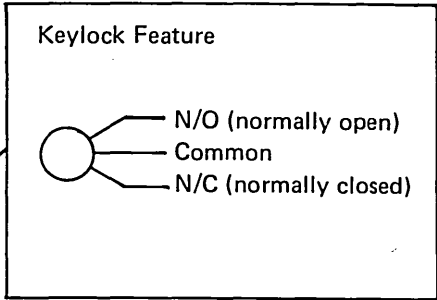 Keylock Feature
N/O (normally open)
Common
N/C (normally closed)